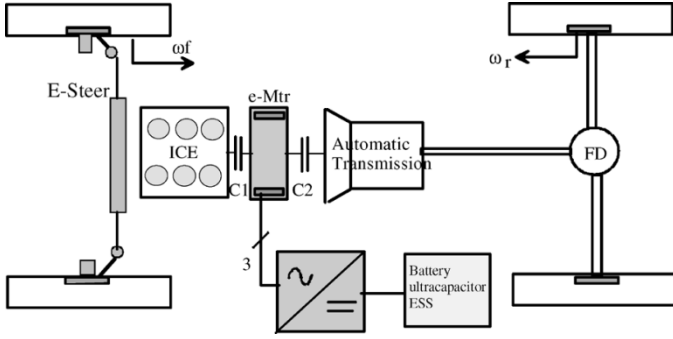 ωf
ωr
E-Steer
e-Mtr
ICE
Automatic
Transmission
FD
C1
C2
3
Battery
ultracapacitor
ESS